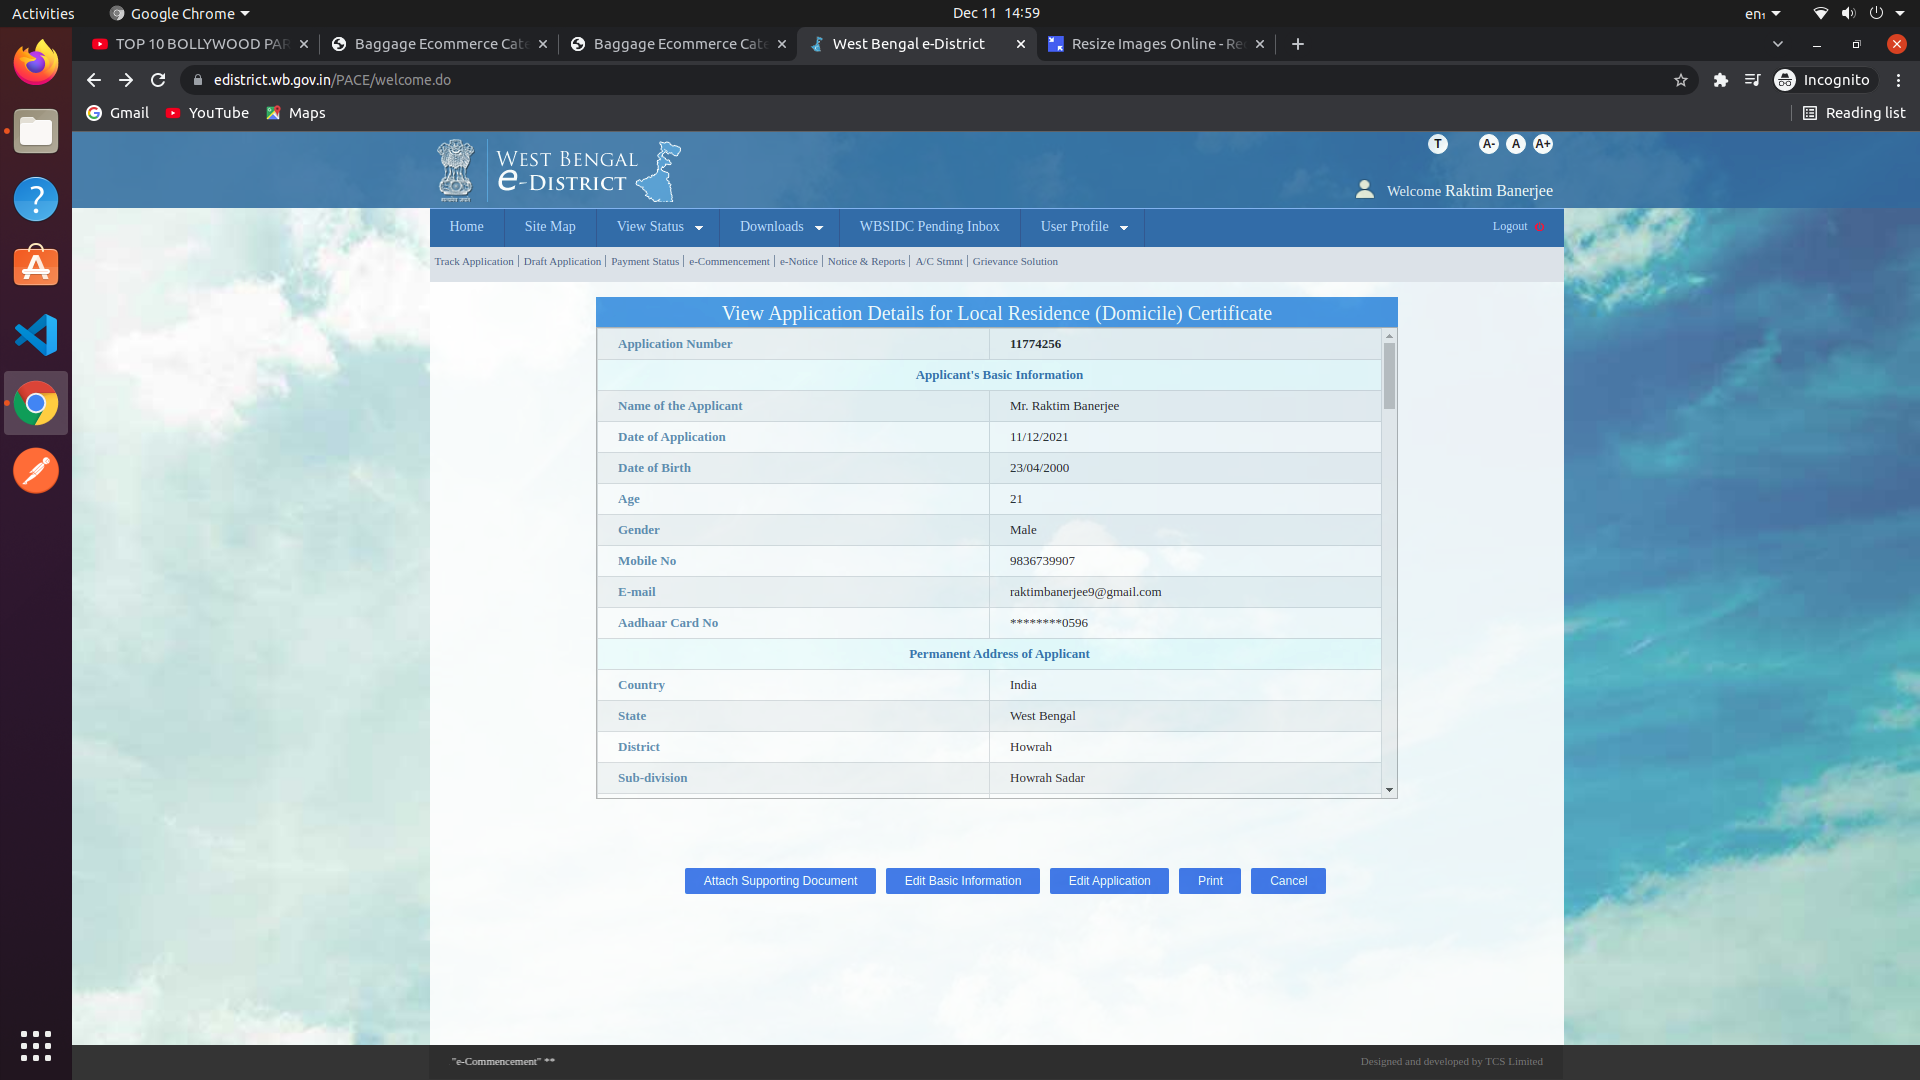 Activities
Google Chrome
Dec 11 14:59
en₁
TOP 10 BOLLYWOOD PAR
Baggage Ecommerce Cate
Baggage Ecommerce Cate
West Bengal e-District
Resize Images Online - Re
edistrict.wb.gov.in/PACE/welcome.do
Incognito
Gmail
YouTube
Maps
Reading list
WEST BENGAL
e-DISTRICT
T A- A A+
Welcome Raktim Banerjee
Home
Site Map
View Status
Downloads
WBSIDC Pending Inbox
User Profile
Logout
Track Application | Draft Application | Payment Status | e-Commencement | e-Notice | Notice & Reports | A/C Stmnt | Grievance Solution
View Application Details for Local Residence (Domicile) Certificate
Application Number 11774256
Applicant's Basic Information
Name of the Applicant Mr. Raktim Banerjee
Date of Application 11/12/2021
Date of Birth 23/04/2000
Age 21
Gender Male
Mobile No 9836739907
E-mail raktimbanerjee9@gmail.com
Aadhaar Card No ********0596
Permanent Address of Applicant
Country India
State West Bengal
District Howrah
Sub-division Howrah Sadar
Attach Supporting Document
Edit Basic Information
Edit Application
Print
Cancel
"e-Commencement" **
Designed and developed by TCS Limited